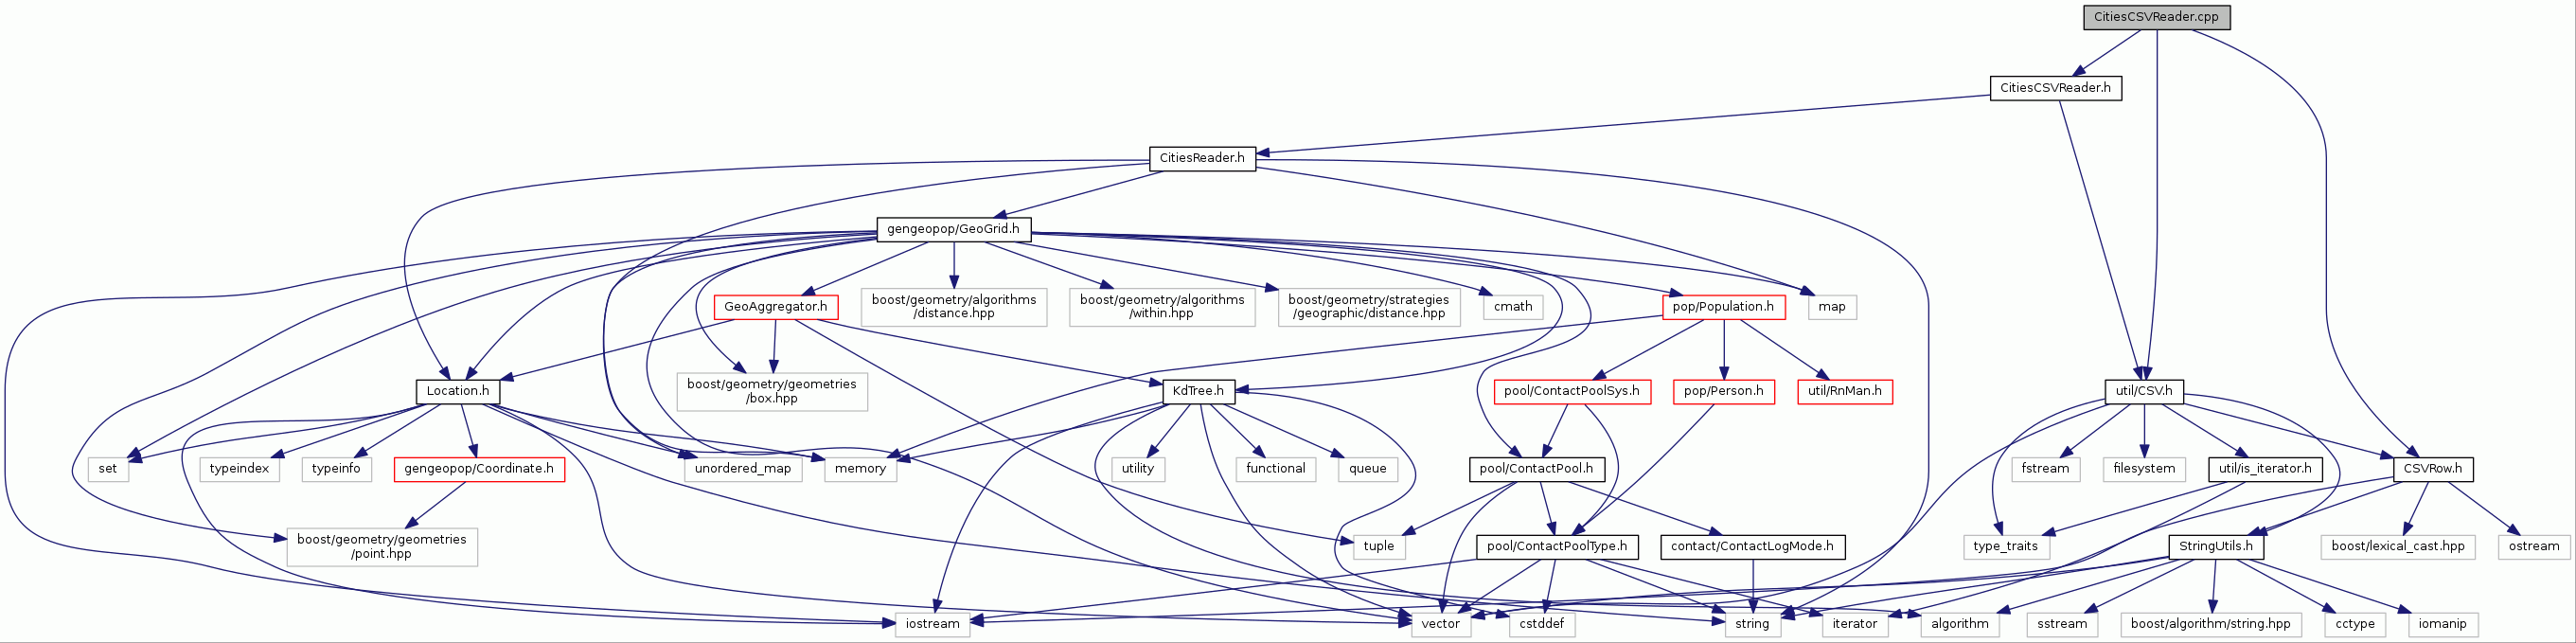 CitiesCSVReader.cpp
CitiesCSVReader.h
CitiesReader.h
gengeopop/GeoGrid.h
GeoAggregator.h
boost/geometry/algorithms
/distance.hpp
boost/geometry/algorithms
/within.hpp
boost/geometry/strategies
/geographic/distance.hpp
cmath
pop/Population.h
map
Location.h
boost/geometry/geometries
/box.hpp
KdTree.h
pool/ContactPoolSys.h
pop/Person.h
util/RnMan.h
util/CSV.h
set
typeindex
typeinfo
gengeopop/Coordinate.h
unordered_map
memory
utility
functional
queue
pool/ContactPool.h
fstream
filesystem
util/is_iterator.h
CSVRow.h
boost/geometry/geometries
/point.hpp
tuple
pool/ContactPoolType.h
contact/ContactLogMode.h
type_traits
StringUtils.h
boost/lexical_cast.hpp
ostream
iostream
vector
cstddef
string
iterator
algorithm
sstream
boost/algorithm/string.hpp
cctype
iomanip